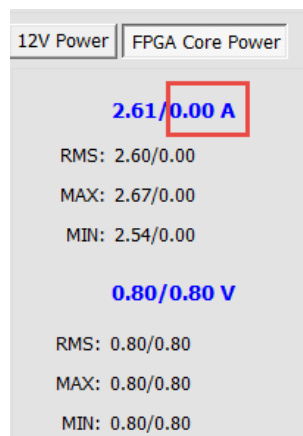 12V Power FPGA Core Power
2.61/0.00 A
RMS: 2.60/0.00
MAX: 2.67/0.00
MIN: 2.54/0.00
0.80/0.80 V
RMS: 0.80/0.80
MAX: 0.80/0.80
MIN: 0.80/0.80